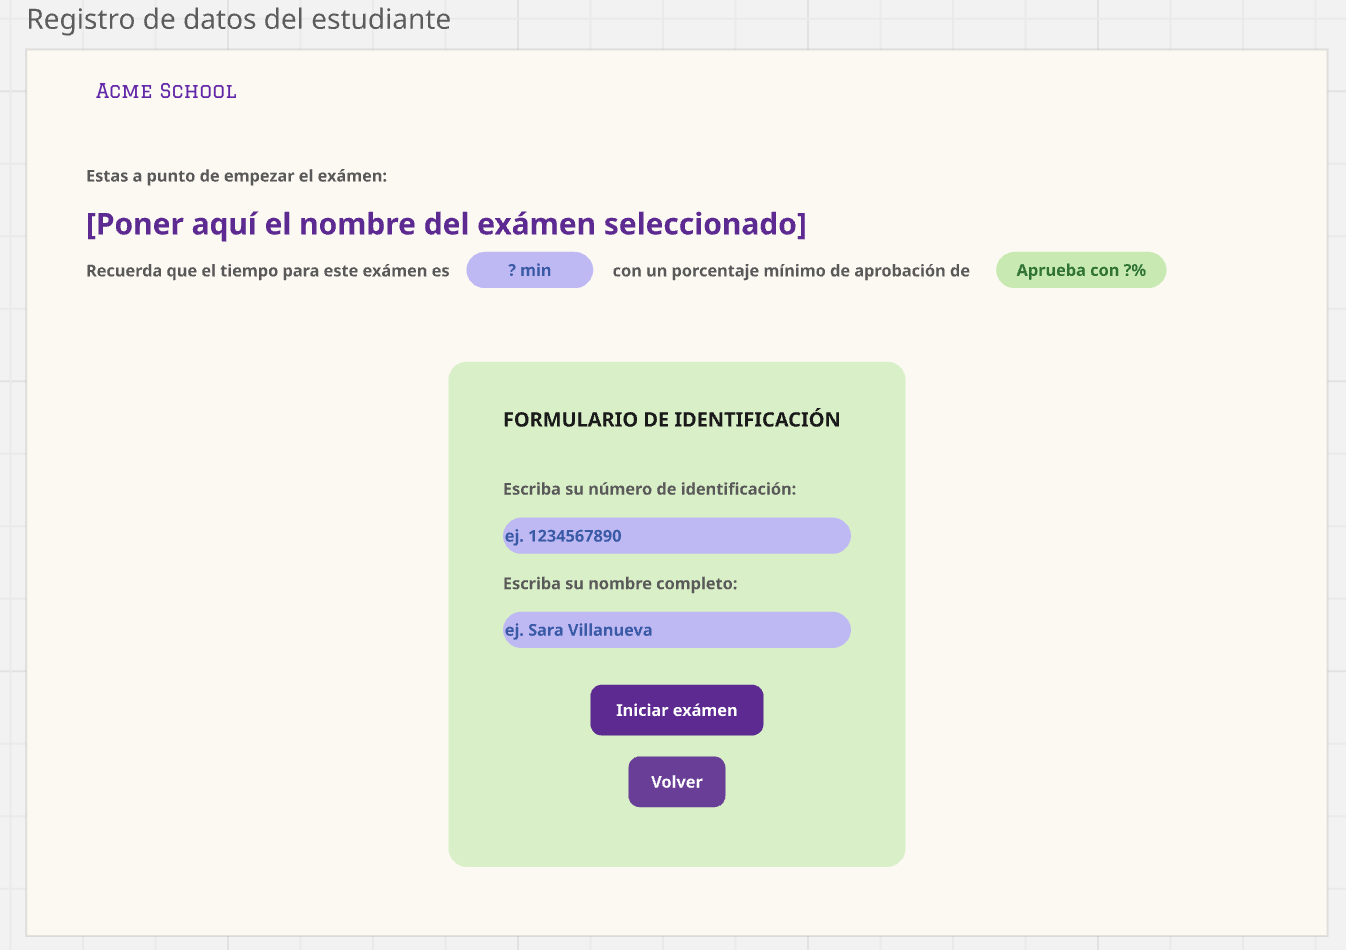 Registro de datos del estudiante
Acme School
Estas a punto de empezar el exámen:
[Poner aquí el nombre del exámen seleccionado]
Recuerda que el tiempo para este exámen es ? min con un porcentaje mínimo de aprobación de Aprueba con ?%
FORMULARIO DE IDENTIFICACIÓN
Escriba su número de identificación:
ej. 1234567890
Escriba su nombre completo:
ej. Sara Villanueva
Iniciar exámen
Volver